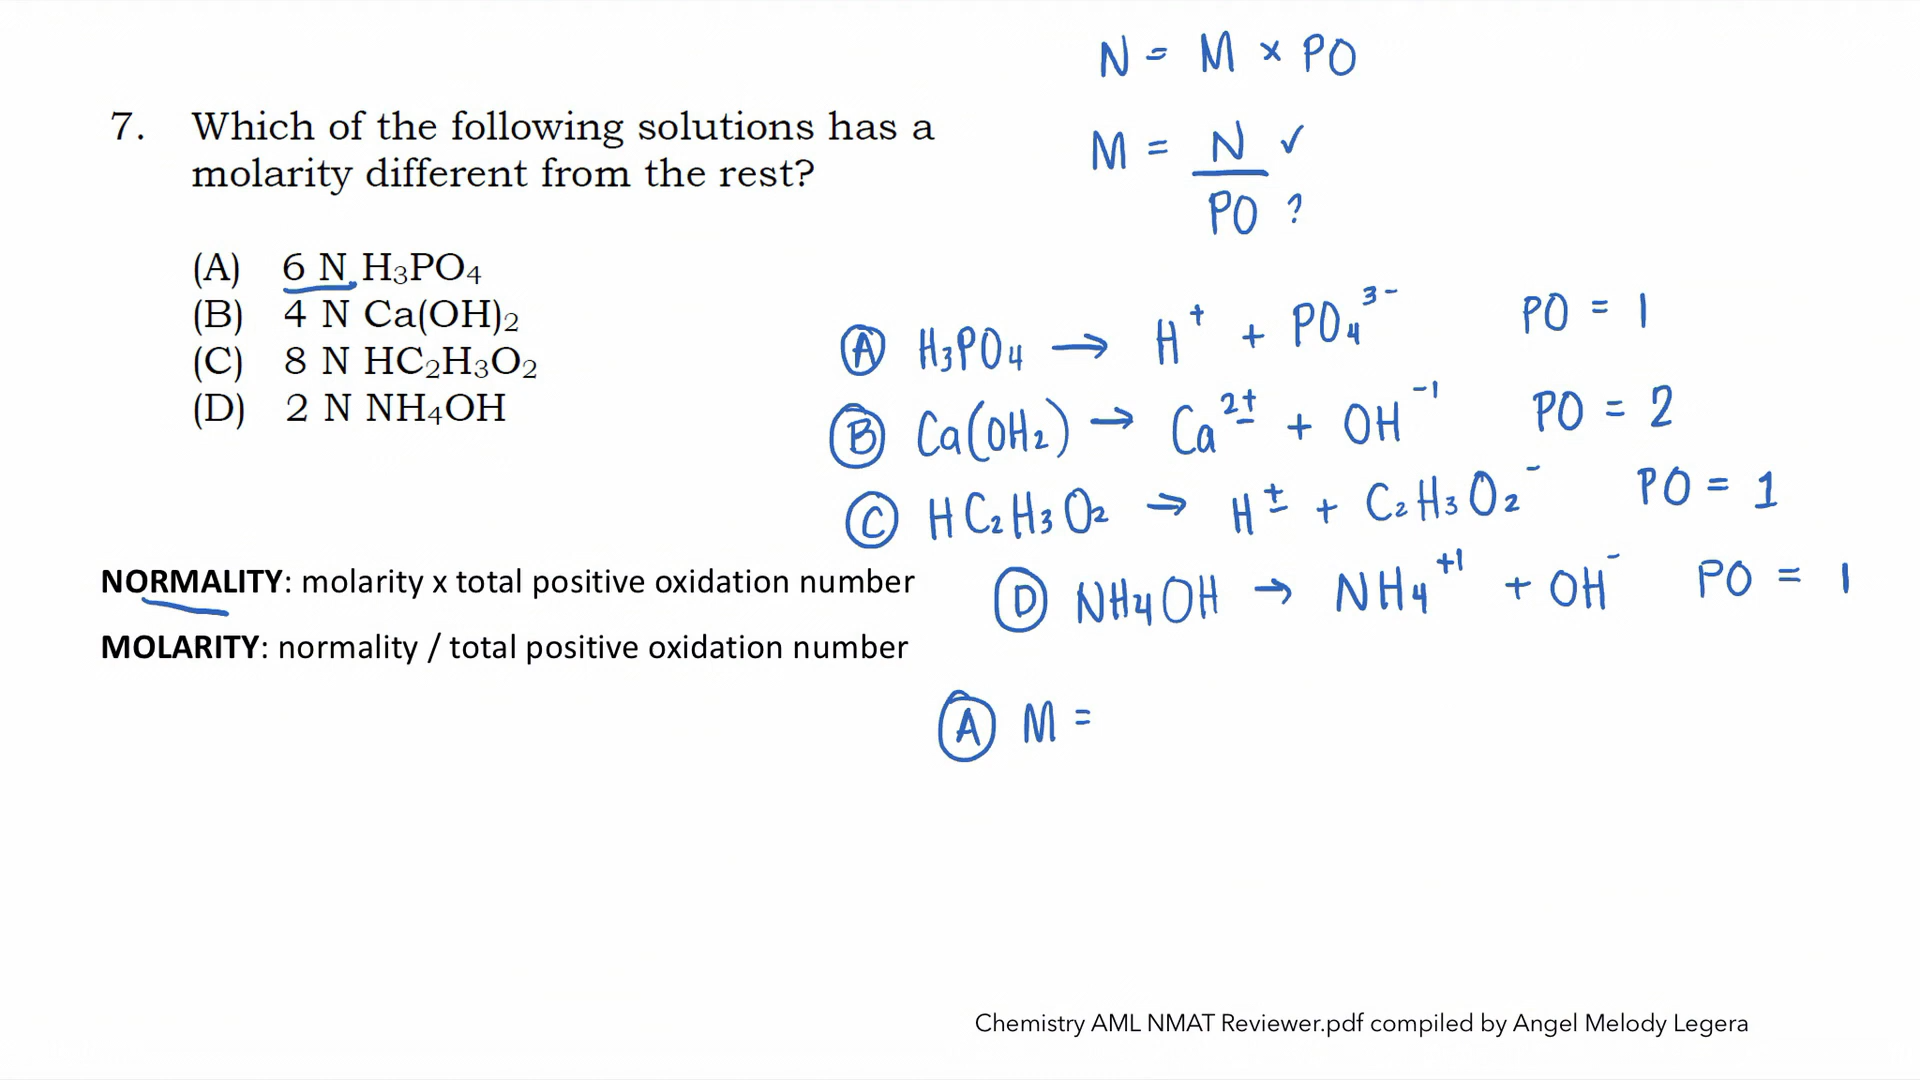 N = M × PO
7. Which of the following solutions has a
molarity different from the rest?
M = N ✓
PO ?
(A) 6 N H₃PO₄
(B) 4 N Ca(OH)₂
(C) 8 N HC₂H₃O₂
(D) 2 N NH₄OH
Ⓐ H₃PO₄ → H⁺ + PO₄³⁻ PO = 1
Ⓑ Ca(OH₂) → Ca²⁺ + OH⁻¹ PO = 2
Ⓒ HC₂H₃O₂ → H⁺ + C₂H₃O₂⁻ PO = 1
Ⓓ NH₄OH → NH₄⁺¹ + OH⁻ PO = 1
NORMALITY: molarity x total positive oxidation number
MOLARITY: normality / total positive oxidation number
Ⓐ M =
Chemistry AML NMAT Reviewer.pdf compiled by Angel Melody Legera